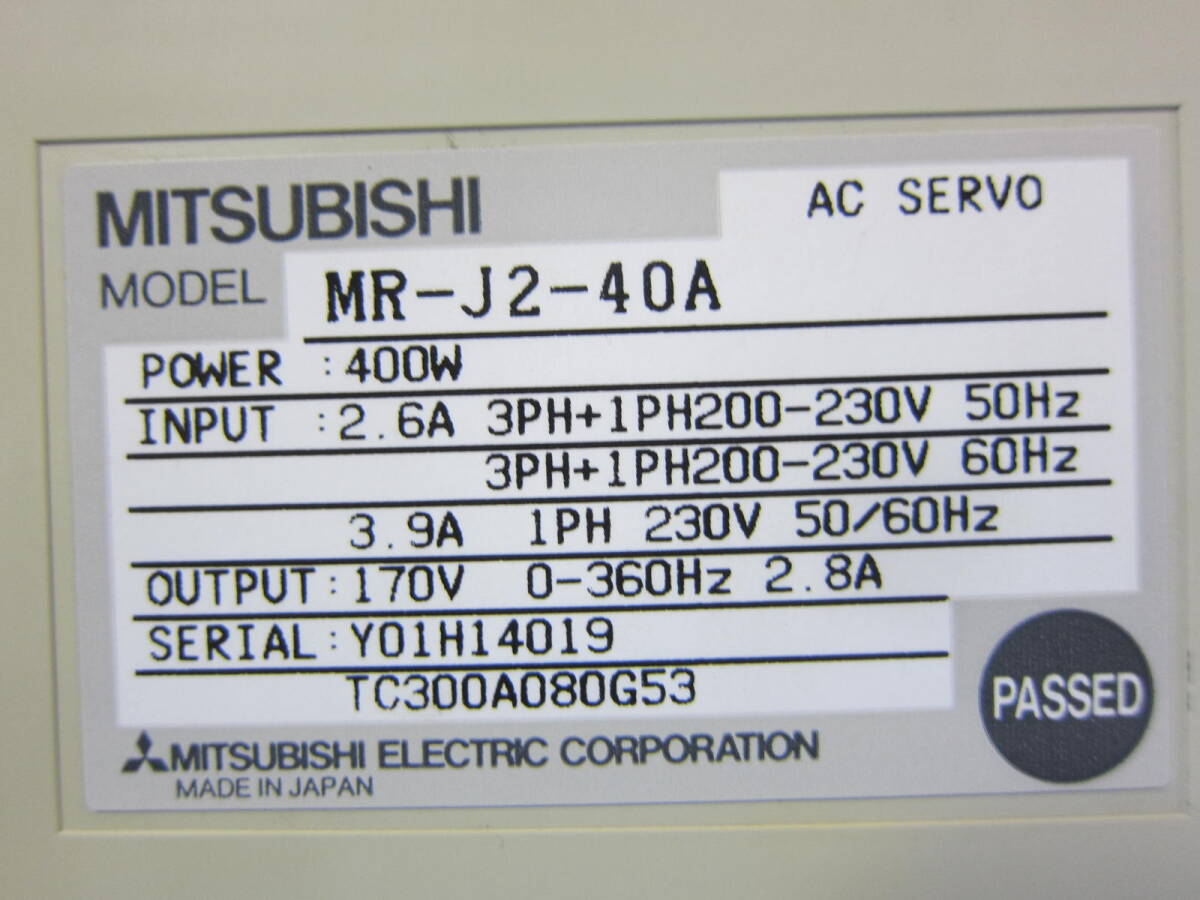 MITSUBISHI
AC SERVO
MODEL MR-J2-40A
POWER :400W
INPUT :2.6A 3PH+1PH200-230V 50Hz
3PH+1PH200-230V 60Hz
3.9A 1PH 230V 50/60Hz
OUTPUT:170V 0-360Hz 2.8A
SERIAL:Y01H14019
TC300A080G53
PASSED
MITSUBISHI ELECTRIC CORPORATION
MADE IN JAPAN